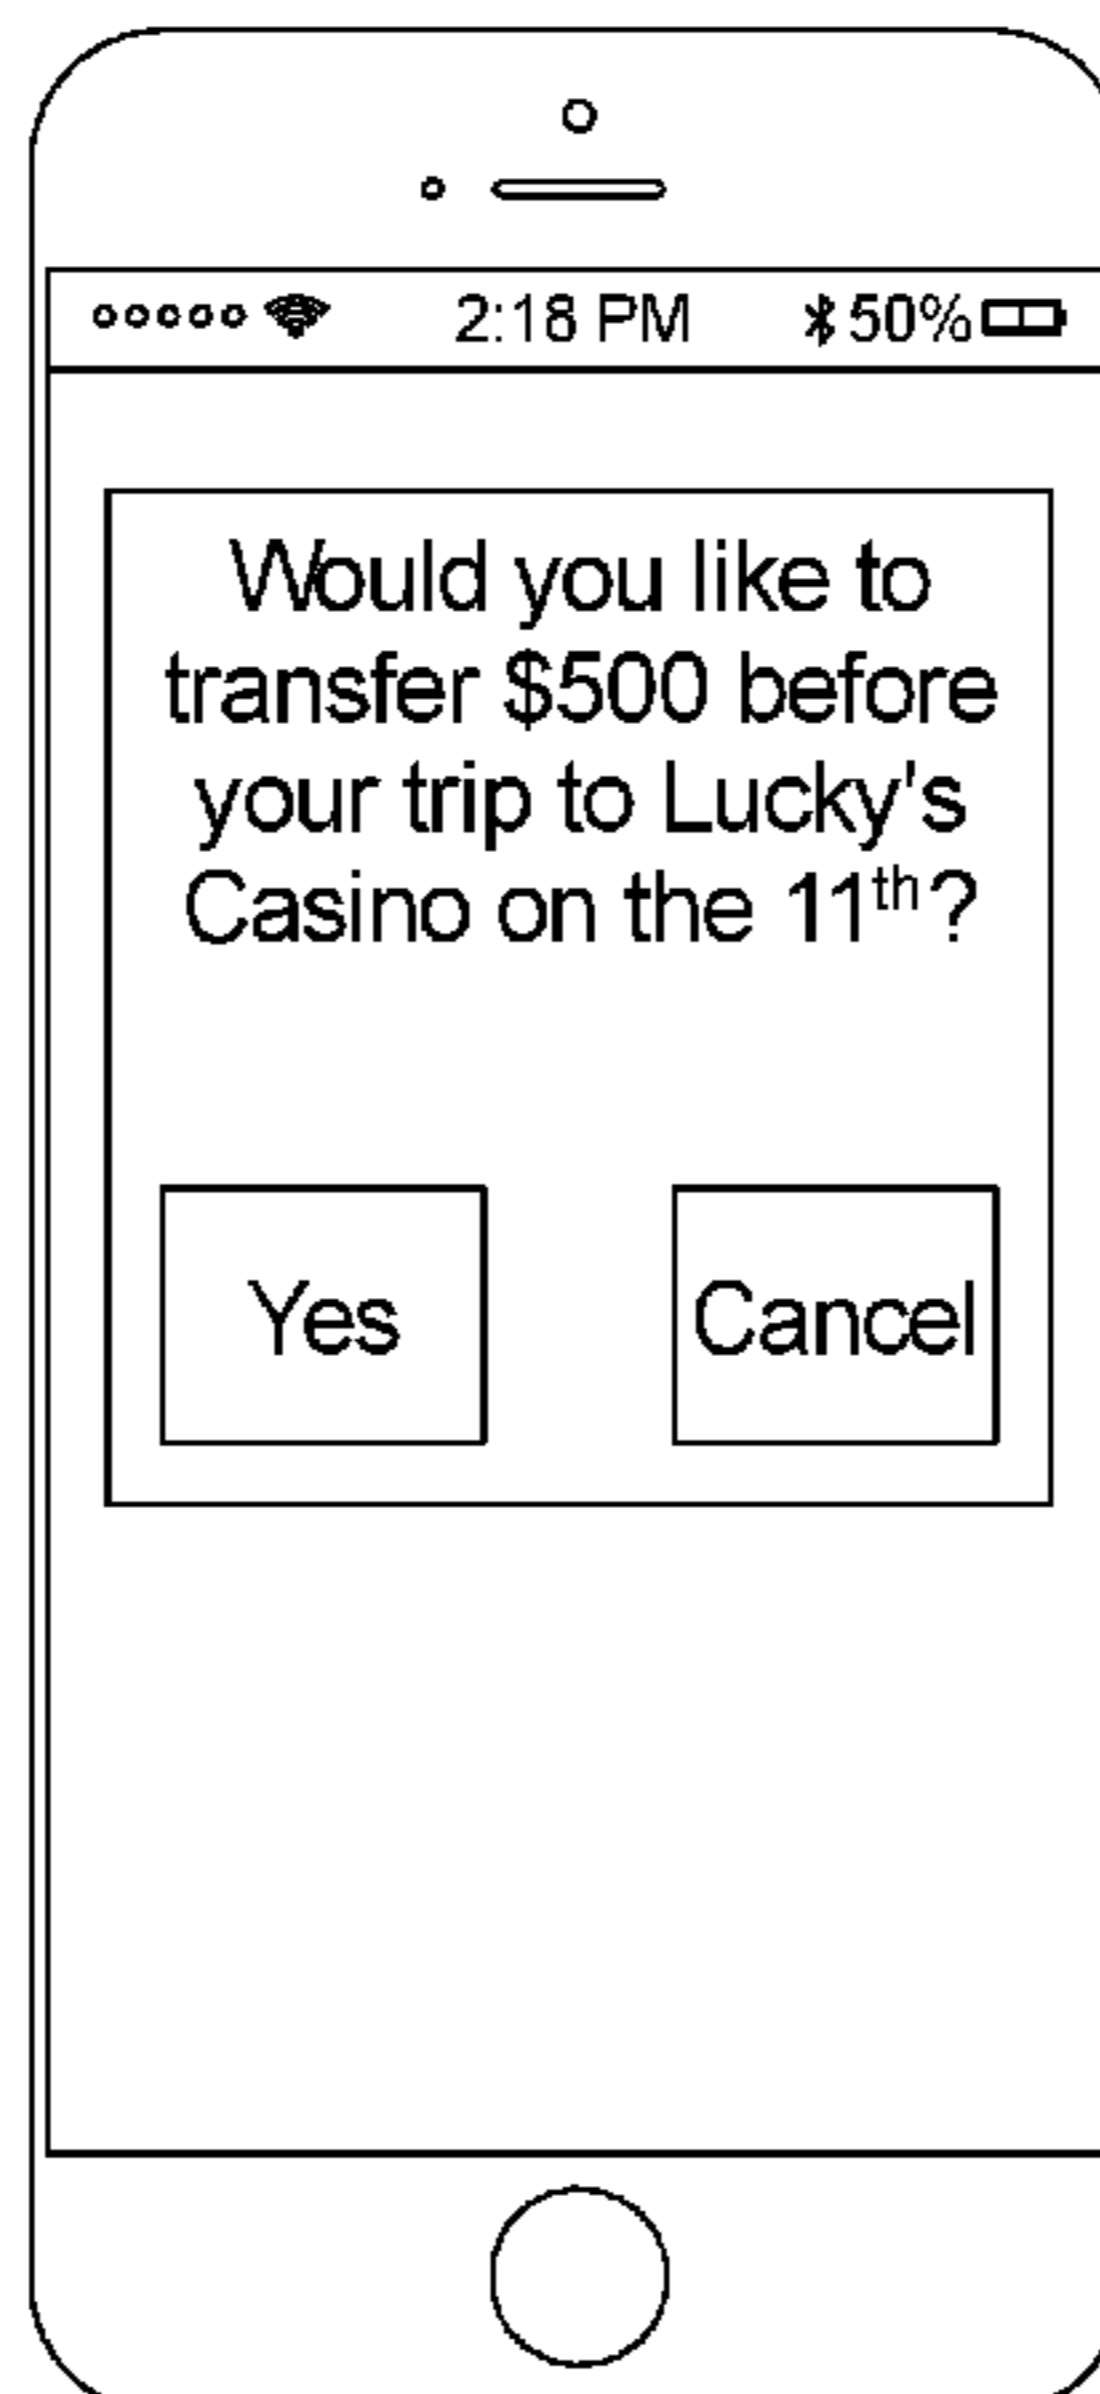 2:18 PM 50%
Would you like to
transfer $500 before
your trip to Lucky's
Casino on the 11th?
Yes Cancel